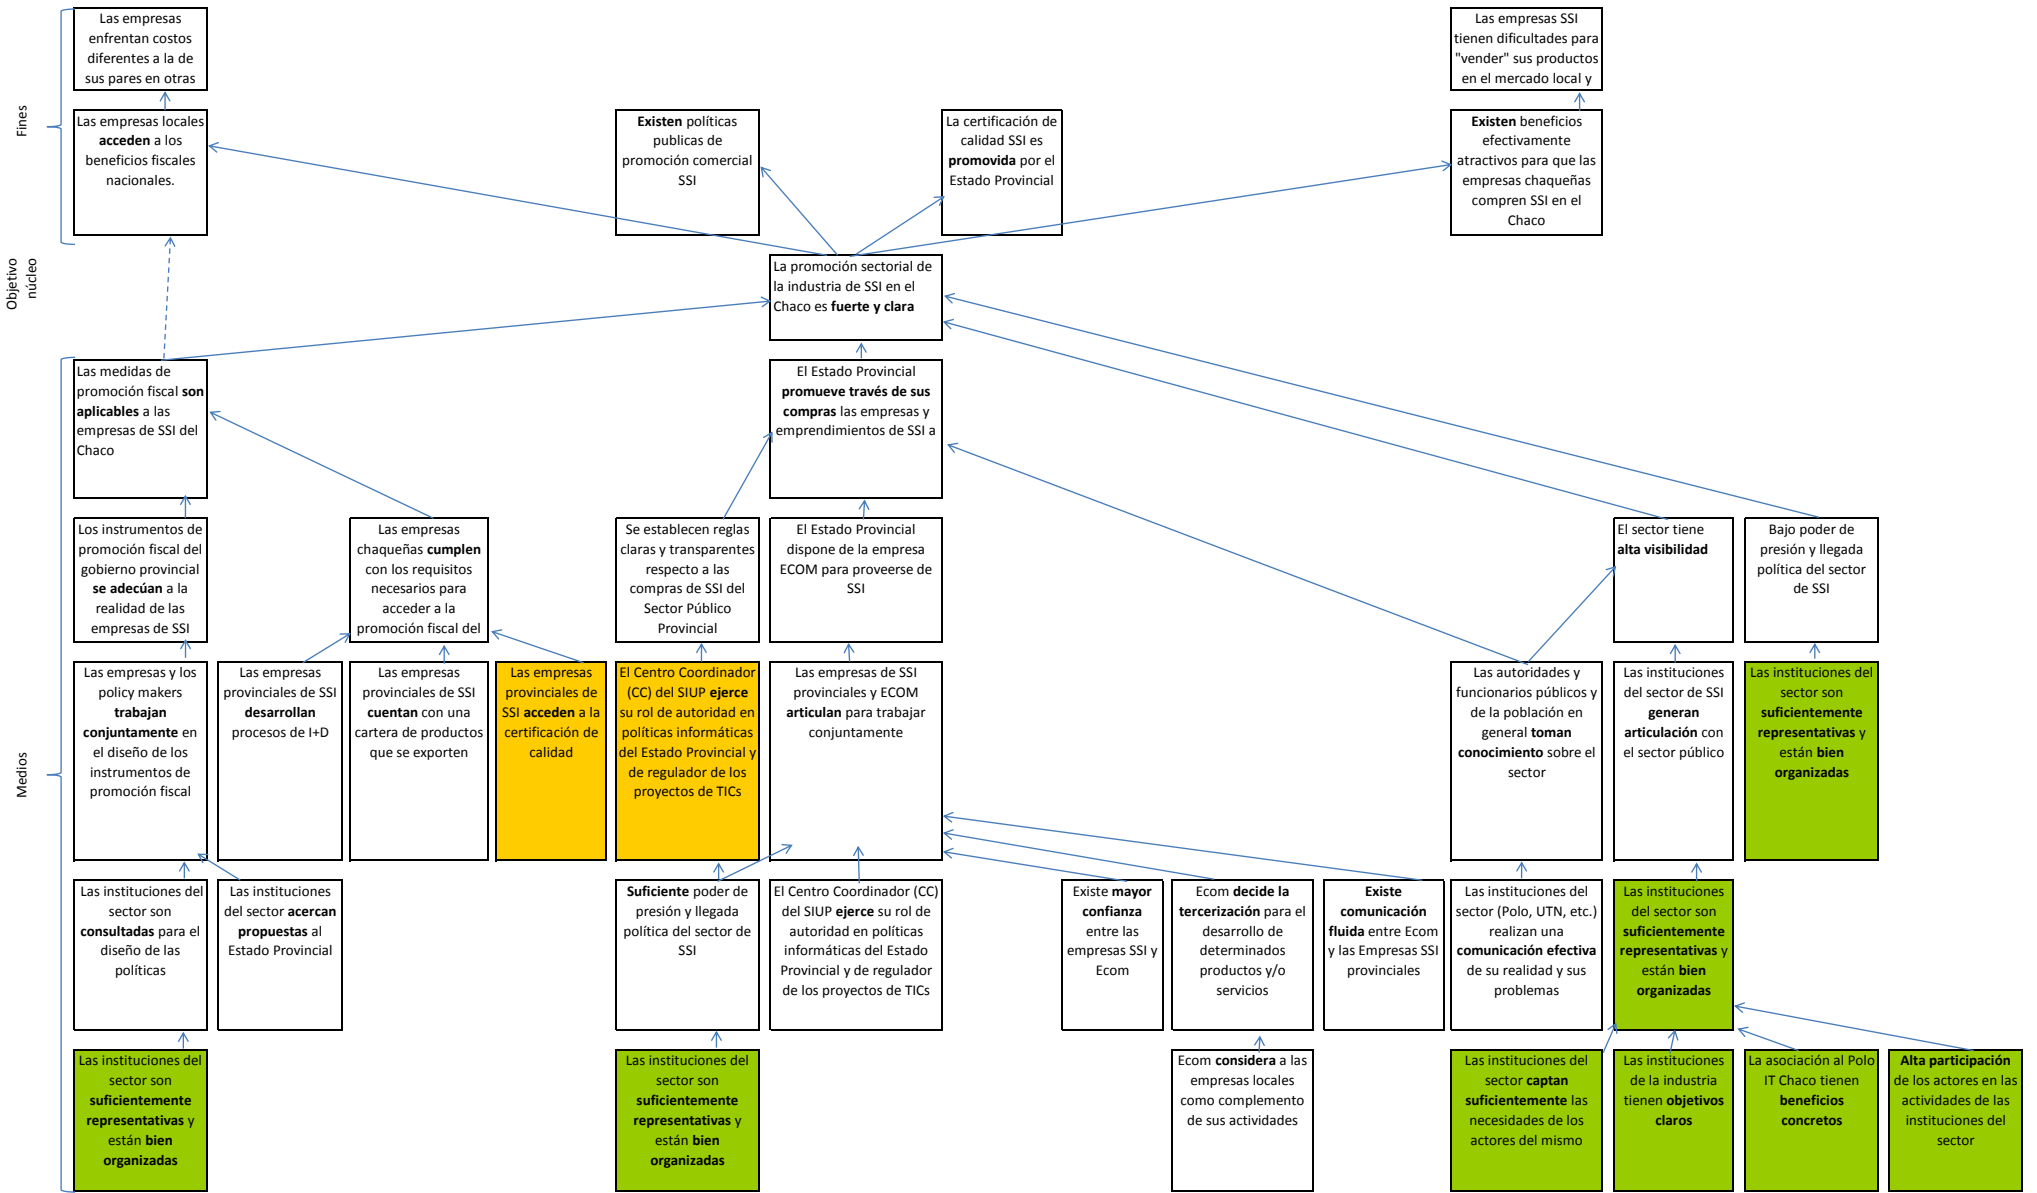 Fines
Las empresas
enfrentan costos
diferentes a la de
sus pares en otras
Las empresas SSI
tienen dificultades para
"vender" sus productos
en el mercado local y
Las empresas locales
acceden a los
beneficios fiscales
nacionales.
Existen políticas
publicas de
promoción comercial
SSI
La certificación de
calidad SSI es
promovida por el
Estado Provincial
Existen beneficios
efectivamente
atractivos para que las
empresas chaqueñas
compren SSI en el
Chaco
Objetivo
núcleo
La promoción sectorial de
la industria de SSI en el
Chaco es fuerte y clara
Medios
Las medidas de
promoción fiscal son
aplicables a las
empresas de SSI del
Chaco
El Estado Provincial
promueve través de sus
compras las empresas y
emprendimientos de SSI a
Los instrumentos de
promoción fiscal del
gobierno provincial
se adecúan a la
realidad de las
empresas de SSI
Las empresas
chaqueñas cumplen
con los requisitos
necesarios para
acceder a la
promoción fiscal del
Se establecen reglas
claras y transparentes
respecto a las
compras de SSI del
Sector Público
Provincial
El Estado Provincial
dispone de la empresa
ECOM para proveerse de
SSI
El sector tiene
alta visibilidad
Bajo poder de
presión y llegada
política del sector
de SSI
Las empresas y los
policy makers
trabajan
conjuntamente en
el diseño de los
instrumentos de
promoción fiscal
Las empresas
provinciales de SSI
desarrollan
procesos de I+D
Las empresas
provinciales de SSI
cuentan con una
cartera de productos
que se exporten
Las empresas
provinciales de
SSI acceden a la
certificación de
calidad
El Centro Coordinador
(CC) del SIUP ejerce
su rol de autoridad en
políticas informáticas
del Estado Provincial y
de regulador de los
proyectos de TICs
Las empresas de SSI
provinciales y ECOM
articulan para trabajar
conjuntamente
Las autoridades y
funcionarios públicos y
de la población en
general toman
conocimiento sobre el
sector
Las instituciones
del sector de SSI
generan
articulación con
el sector público
Las instituciones del
sector son
suficientemente
representativas y
están bien
organizadas
Las instituciones del
sector son
consultadas para el
diseño de las
políticas
Las instituciones
del sector acercan
propuestas al
Estado Provincial
Suficiente poder de
presión y llegada
política del sector de
SSI
El Centro Coordinador (CC)
del SIUP ejerce su rol de
autoridad en políticas
informáticas del Estado
Provincial y de regulador
de los proyectos de TICs
Existe mayor
confianza
entre las
empresas SSI y
Ecom
Ecom decide la
tercerización para el
desarrollo de
determinados
productos y/o
servicios
Existe
comunicación
fluida entre Ecom
y las Empresas SSI
provinciales
Las instituciones del
sector (Polo, UTN, etc.)
realizan una
comunicación efectiva
de su realidad y sus
problemas
Las instituciones
del sector son
suficientemente
representativas y
están bien
organizadas
Las instituciones del
sector son
suficientemente
representativas y
están bien
organizadas
Las instituciones del
sector son
suficientemente
representativas y
están bien
organizadas
Ecom considera a las
empresas locales
como complemento
de sus actividades
Las instituciones del
sector captan
suficientemente las
necesidades de los
actores del mismo
Las instituciones
de la industria
tienen objetivos
claros
La asociación al Polo
IT Chaco tienen
beneficios
concretos
Alta participación
de los actores en las
actividades de las
instituciones del
sector